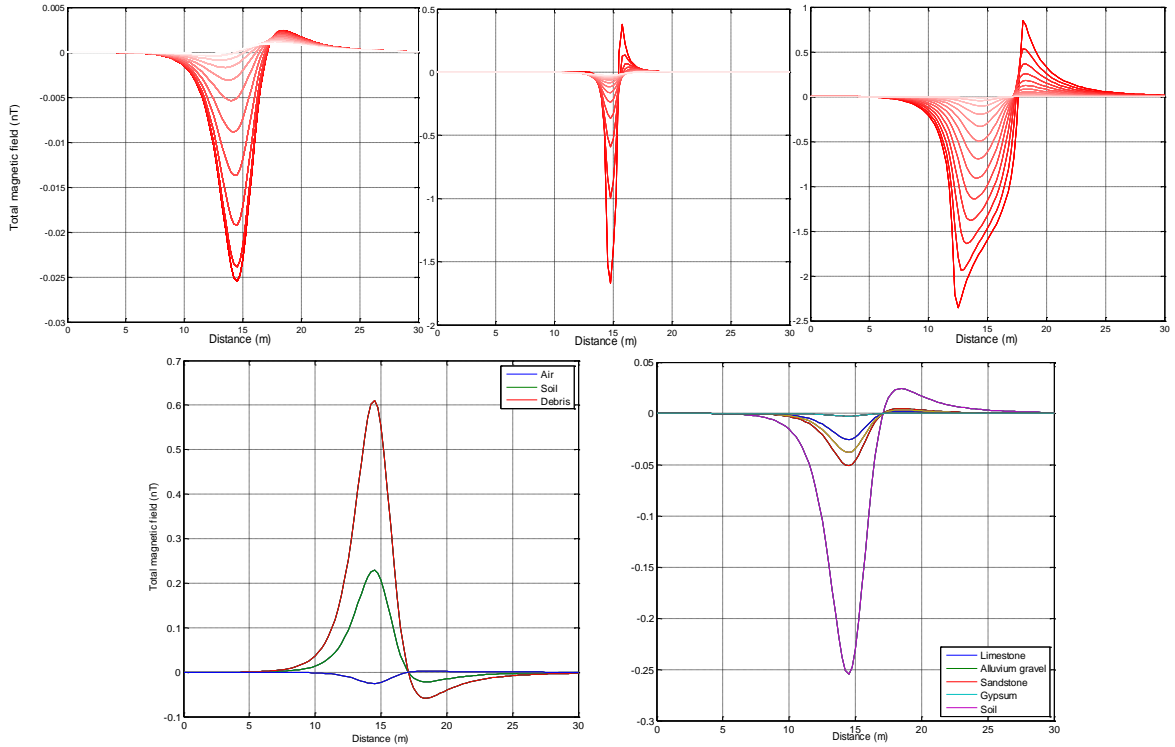 0.005
0
-0.005
-0.01
-0.015
-0.02
-0.025
-0.03
Total magnetic field (nT)
0 5 10 15 20 25 30
Distance (m)
0.5
0
-0.5
-1
-1.5
-2
0 5 10 15 20 25 30
Distance (m)
1
0.5
0
-0.5
-1
-1.5
-2
-2.5
0 5 10 15 20 25 30
Distance (m)
0.7
0.6
0.5
0.4
0.3
0.2
0.1
0
-0.1
Total magnetic field (nT)
Air
Soil
Debris
0 5 10 15 20 25 30
Distance (m)
0.05
0
-0.05
-0.1
-0.15
-0.2
-0.25
-0.3
Limestone
Alluvium gravel
Sandstone
Gypsum
Soil
0 5 10 15 20 25 30
Distance (m)